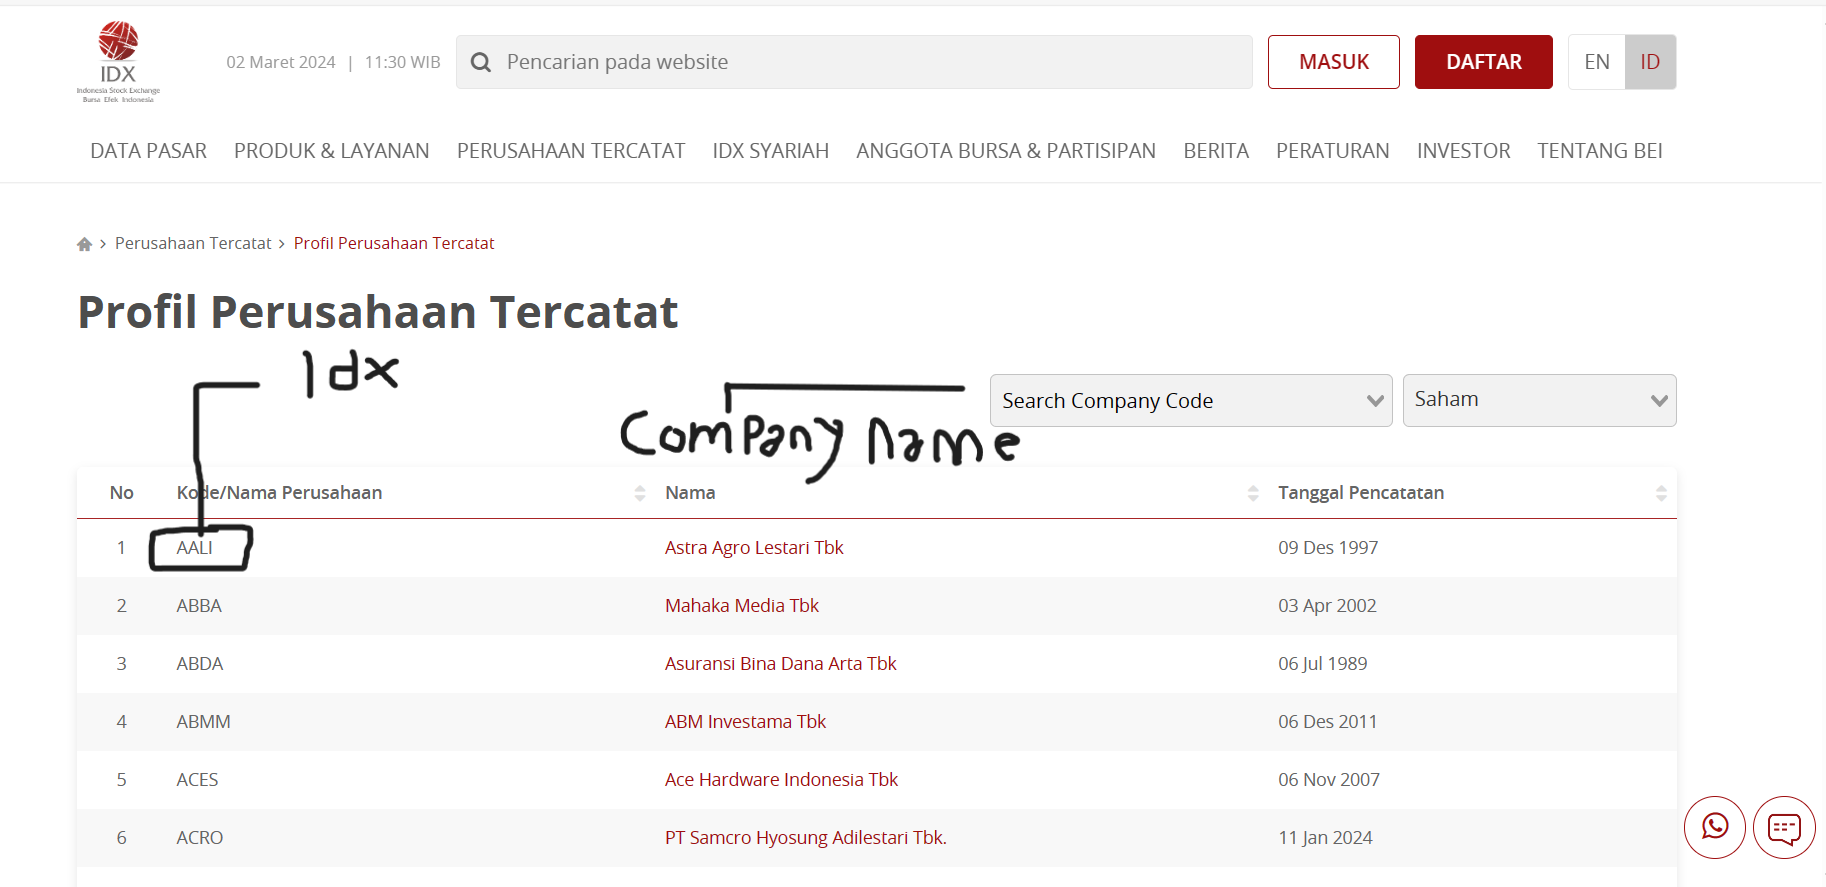 IDX
Indonesia Stock Exchange
Bursa Efek Indonesia
02 Maret 2024 | 11:30 WIB
Pencarian pada website
MASUK
DAFTAR
EN ID
DATA PASAR PRODUK & LAYANAN PERUSAHAAN TERCATAT IDX SYARIAH ANGGOTA BURSA & PARTISIPAN BERITA PERATURAN INVESTOR TENTANG BEI
Perusahaan Tercatat > Profil Perusahaan Tercatat
Profil Perusahaan Tercatat
Idx
Company name
Search Company Code
Saham
No Kode/Nama Perusahaan Nama Tanggal Pencatatan
1 AALI Astra Agro Lestari Tbk 09 Des 1997
2 ABBA Mahaka Media Tbk 03 Apr 2002
3 ABDA Asuransi Bina Dana Arta Tbk 06 Jul 1989
4 ABMM ABM Investama Tbk 06 Des 2011
5 ACES Ace Hardware Indonesia Tbk 06 Nov 2007
6 ACRO PT Samcro Hyosung Adilestari Tbk. 11 Jan 2024